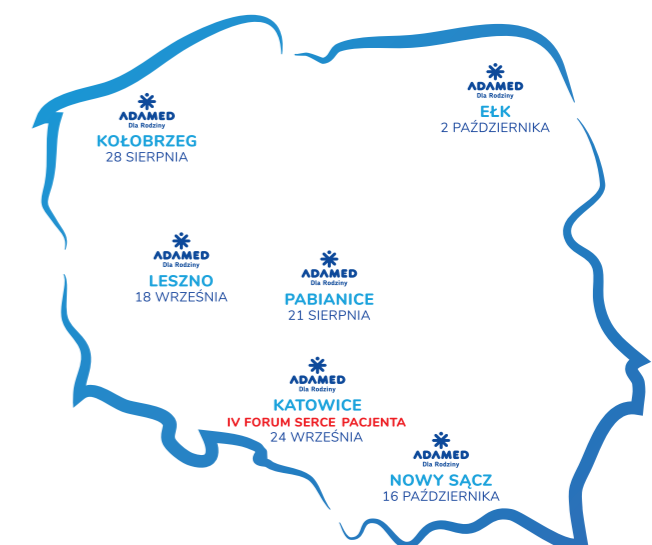 ADAMED
Dla Rodziny
KOŁOBRZEG
28 SIERPNIA
ADAMED
Dla Rodziny
EŁK
2 PAŹDZIERNIKA
ADAMED
Dla Rodziny
LESZNO
18 WRZEŚNIA
ADAMED
Dla Rodziny
PABIANICE
21 SIERPNIA
ADAMED
Dla Rodziny
KATOWICE
IV FORUM SERCE PACJENTA
24 WRZEŚNIA
ADAMED
Dla Rodziny
NOWY SĄCZ
16 PAŹDZIERNIKA